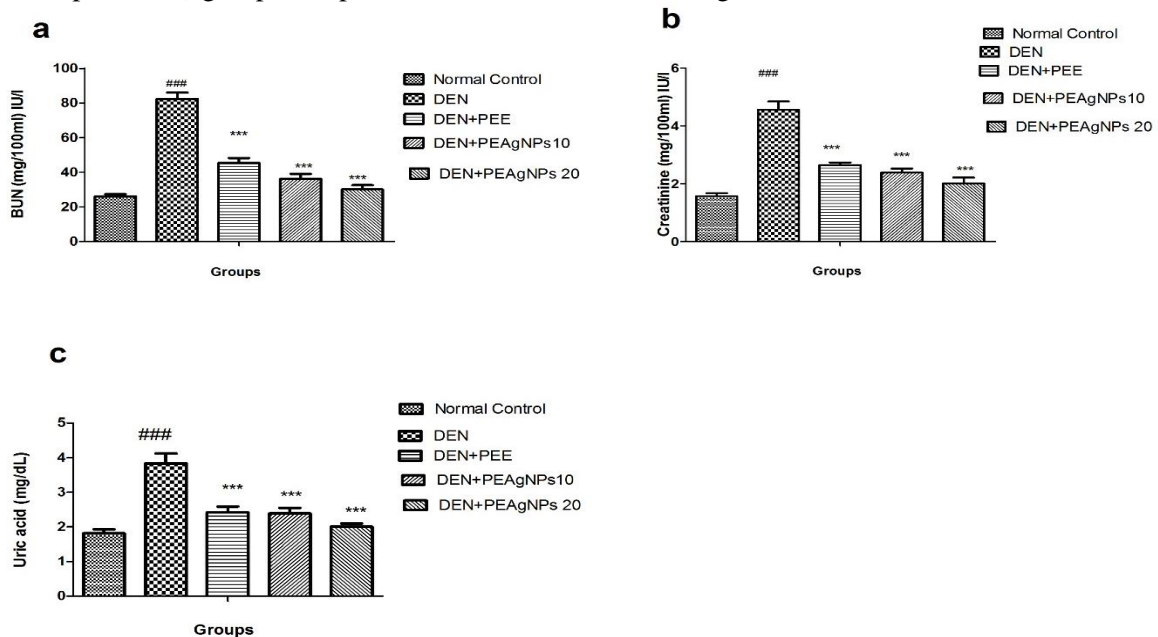 a
BUN (mg/100ml) IU/l
100
80
60
40
20
0
###
***
***
***
Groups
Normal Control
DEN
DEN+PEE
DEN+PEAgNPs10
DEN+PEAgNPs 20
b
Creatinine (mg/100ml) IU/l
6
4
2
0
###
***
***
***
Groups
Normal Control
DEN
DEN+PEE
DEN+PEAgNPs10
DEN+PEAgNPs 20
c
Uric acid (mg/dL)
5
4
3
2
1
0
###
***
***
***
Groups
Normal Control
DEN
DEN+PEE
DEN+PEAgNPs10
DEN+PEAgNPs 20